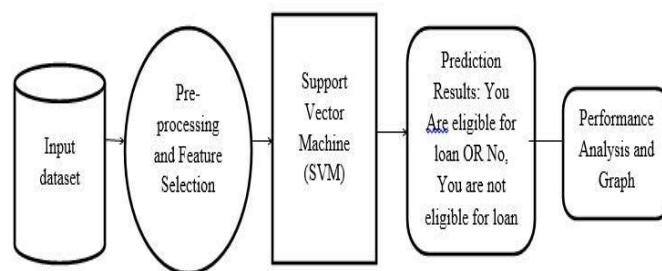 Input
dataset
Pre-
processing
and Feature
Selection
Support
Vector
Machine
(SVM)
Prediction
Results: You
Are eligible for
loan OR No,
You are not
eligible for loan
Performance
Analysis and
Graph